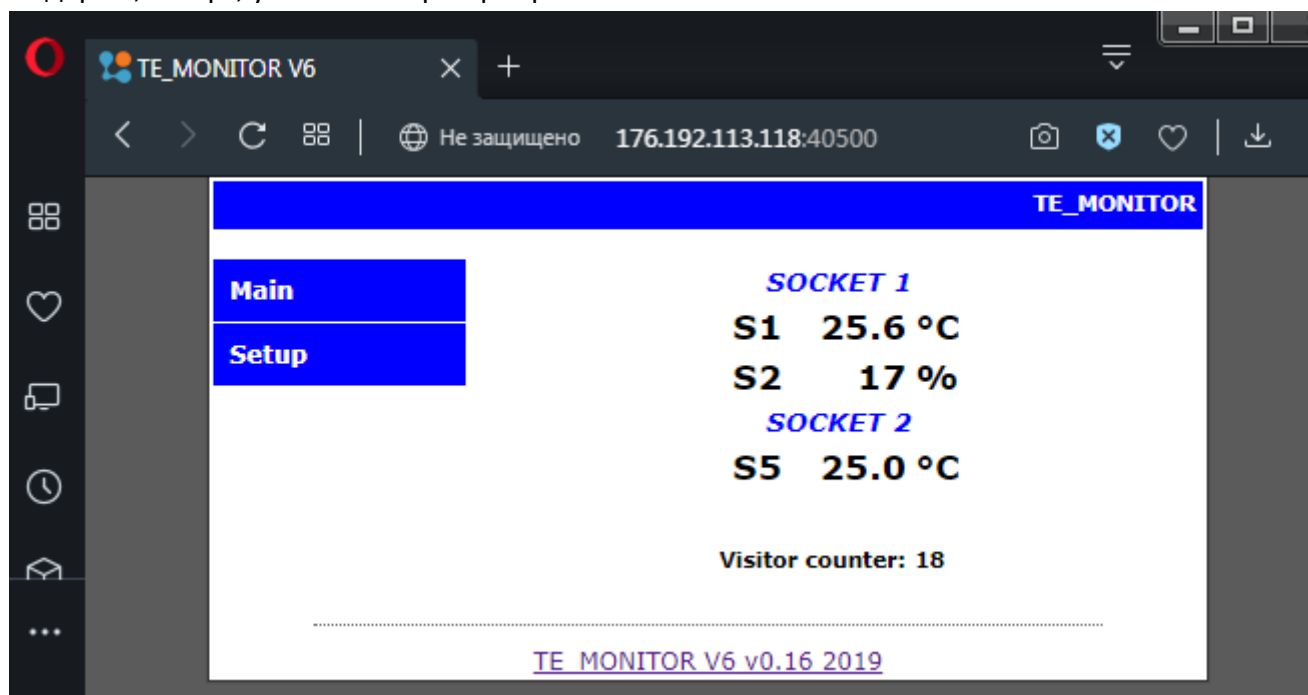 TE_MONITOR V6
Не защищено 176.192.113.118:40500
TE_MONITOR
Main
Setup
SOCKET 1
S1 25.6 °C
S2 17 %
SOCKET 2
S5 25.0 °C
Visitor counter: 18
TE_MONITOR V6 v0.16 2019